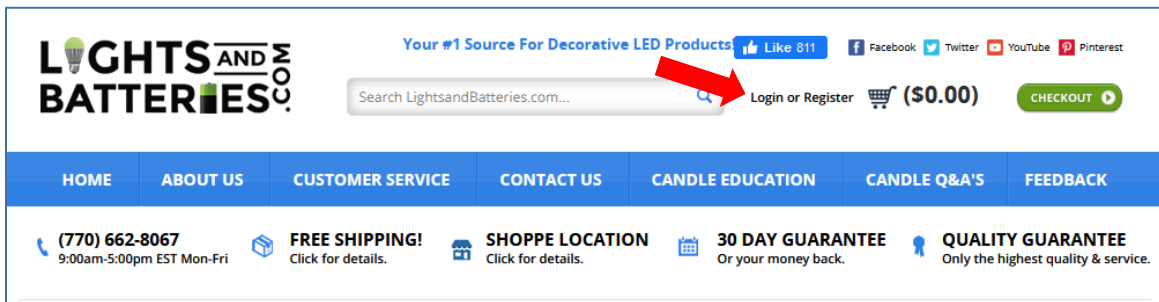 LIGHTS AND
BATTERIES .COM
Your #1 Source For Decorative LED Products!
Like 811
Facebook Twitter YouTube Pinterest
Search LightsandBatteries.com...
Login or Register
($0.00)
CHECKOUT
HOME ABOUT US CUSTOMER SERVICE CONTACT US CANDLE EDUCATION CANDLE Q&A'S FEEDBACK
(770) 662-8067
9:00am-5:00pm EST Mon-Fri
FREE SHIPPING!
Click for details.
SHOPPE LOCATION
Click for details.
30 DAY GUARANTEE
Or your money back.
QUALITY GUARANTEE
Only the highest quality & service.